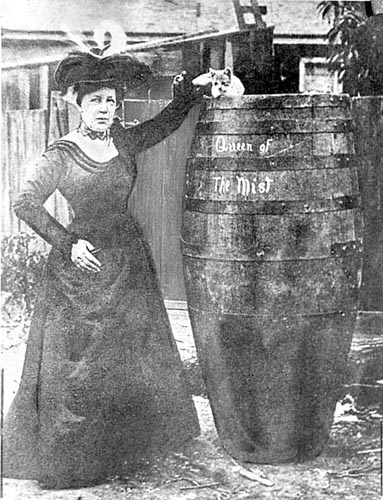 Queen of
The Mist